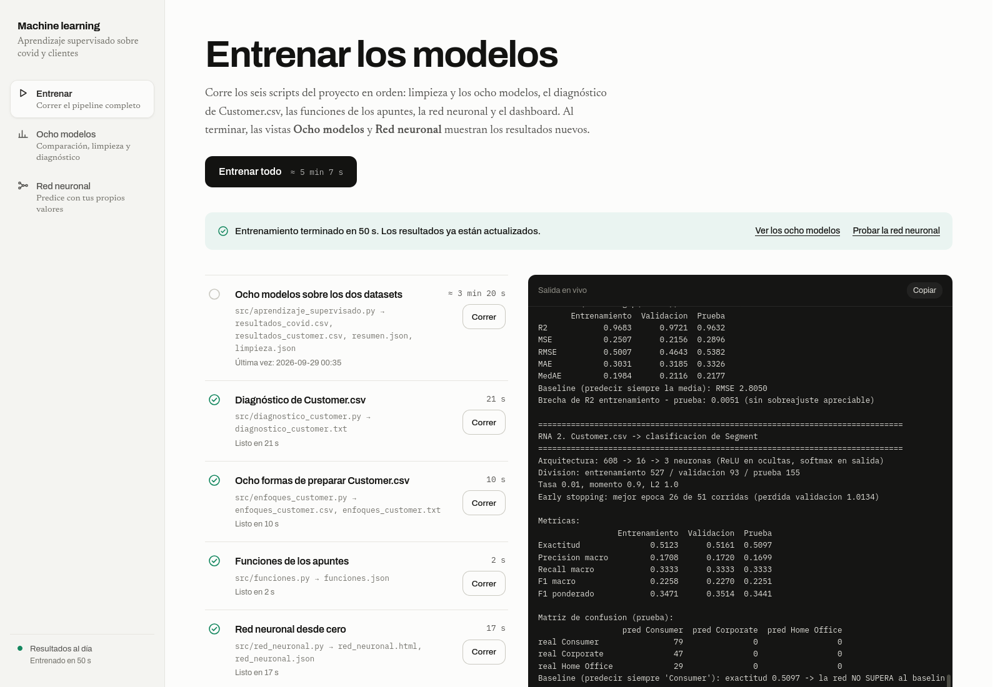 Machine learning
Aprendizaje supervisado sobre
covid y clientes
Entrenar
Correr el pipeline completo
Ocho modelos
Comparación, limpieza y
diagnóstico
Red neuronal
Predice con tus propios
valores
Resultados al día
Entrenado en 50 s
Entrenar los modelos
Corre los seis scripts del proyecto en orden: limpieza y los ocho modelos, el diagnóstico
de Customer.csv, las funciones de los apuntes, la red neuronal y el dashboard. Al
terminar, las vistas Ocho modelos y Red neuronal muestran los resultados nuevos.
Entrenar todo ≈ 5 min 7 s
Entrenamiento terminado en 50 s. Los resultados ya están actualizados.
Ver los ocho modelos
Probar la red neuronal
Ocho modelos sobre los dos datasets
≈ 3 min 20 s
src/aprendizaje_supervisado.py →
resultados_covid.csv,
resultados_customer.csv, resumen.json,
limpieza.json
Última vez: 2026-09-29 00:35
Correr
Diagnóstico de Customer.csv
21 s
src/diagnostico_customer.py →
diagnostico_customer.txt
Listo en 21 s
Correr
Ocho formas de preparar Customer.csv
10 s
src/enfoques_customer.py →
enfoques_customer.csv, enfoques_customer.txt
Listo en 10 s
Correr
Funciones de los apuntes
2 s
src/funciones.py → funciones.json
Listo en 2 s
Correr
Red neuronal desde cero
17 s
src/red_neuronal.py → red_neuronal.html,
red_neuronal.json
Listo en 17 s
Correr
Salida en vivo
Copiar
Entrenamiento Validacion Prueba
R2 0.9683 0.9721 0.9632
MSE 0.2507 0.2156 0.2896
RMSE 0.5007 0.4643 0.5382
MAE 0.3031 0.3185 0.3326
MedAE 0.1984 0.2116 0.2177
Baseline (predecir siempre la media): RMSE 2.8050
Brecha de R2 entrenamiento - prueba: 0.0051 (sin sobreajuste apreciable)
==============================================================================
RNA 2. Customer.csv -> clasificacion de Segment
==============================================================================
Arquitectura: 608 -> 16 -> 3 neuronas (ReLU en ocultas, softmax en salida)
Division: entrenamiento 527 / validacion 93 / prueba 155
Tasa 0.01, momento 0.9, L2 1.0
Early stopping: mejor epoca 26 de 51 corridas (perdida validacion 1.0134)
Metricas:
Entrenamiento Validacion Prueba
Exactitud 0.5123 0.5161 0.5097
Precision macro 0.1708 0.1720 0.1699
Recall macro 0.3333 0.3333 0.3333
F1 macro 0.2258 0.2270 0.2251
F1 ponderado 0.3471 0.3514 0.3441
Matriz de confusion (prueba):
pred Consumer pred Corporate pred Home Office
real Consumer 79 0 0
real Corporate 47 0 0
real Home Office 29 0 0
Baseline (predecir siempre 'Consumer'): exactitud 0.5097 -> la red NO SUPERA al baselin